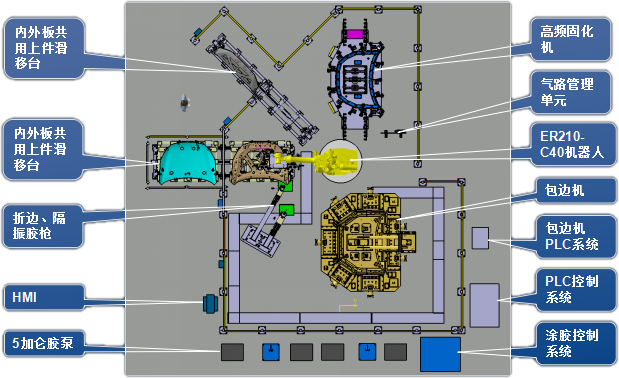 内外板共
用上件滑
移台
内外板共
用上件滑
移台
折边、隔
振胶枪
HMI
5加仑胶泵
高频固化
机
气路管理
单元
ER210-
C40机器人
包边机
包边机
PLC系统
PLC控制
系统
涂胶控制
系统